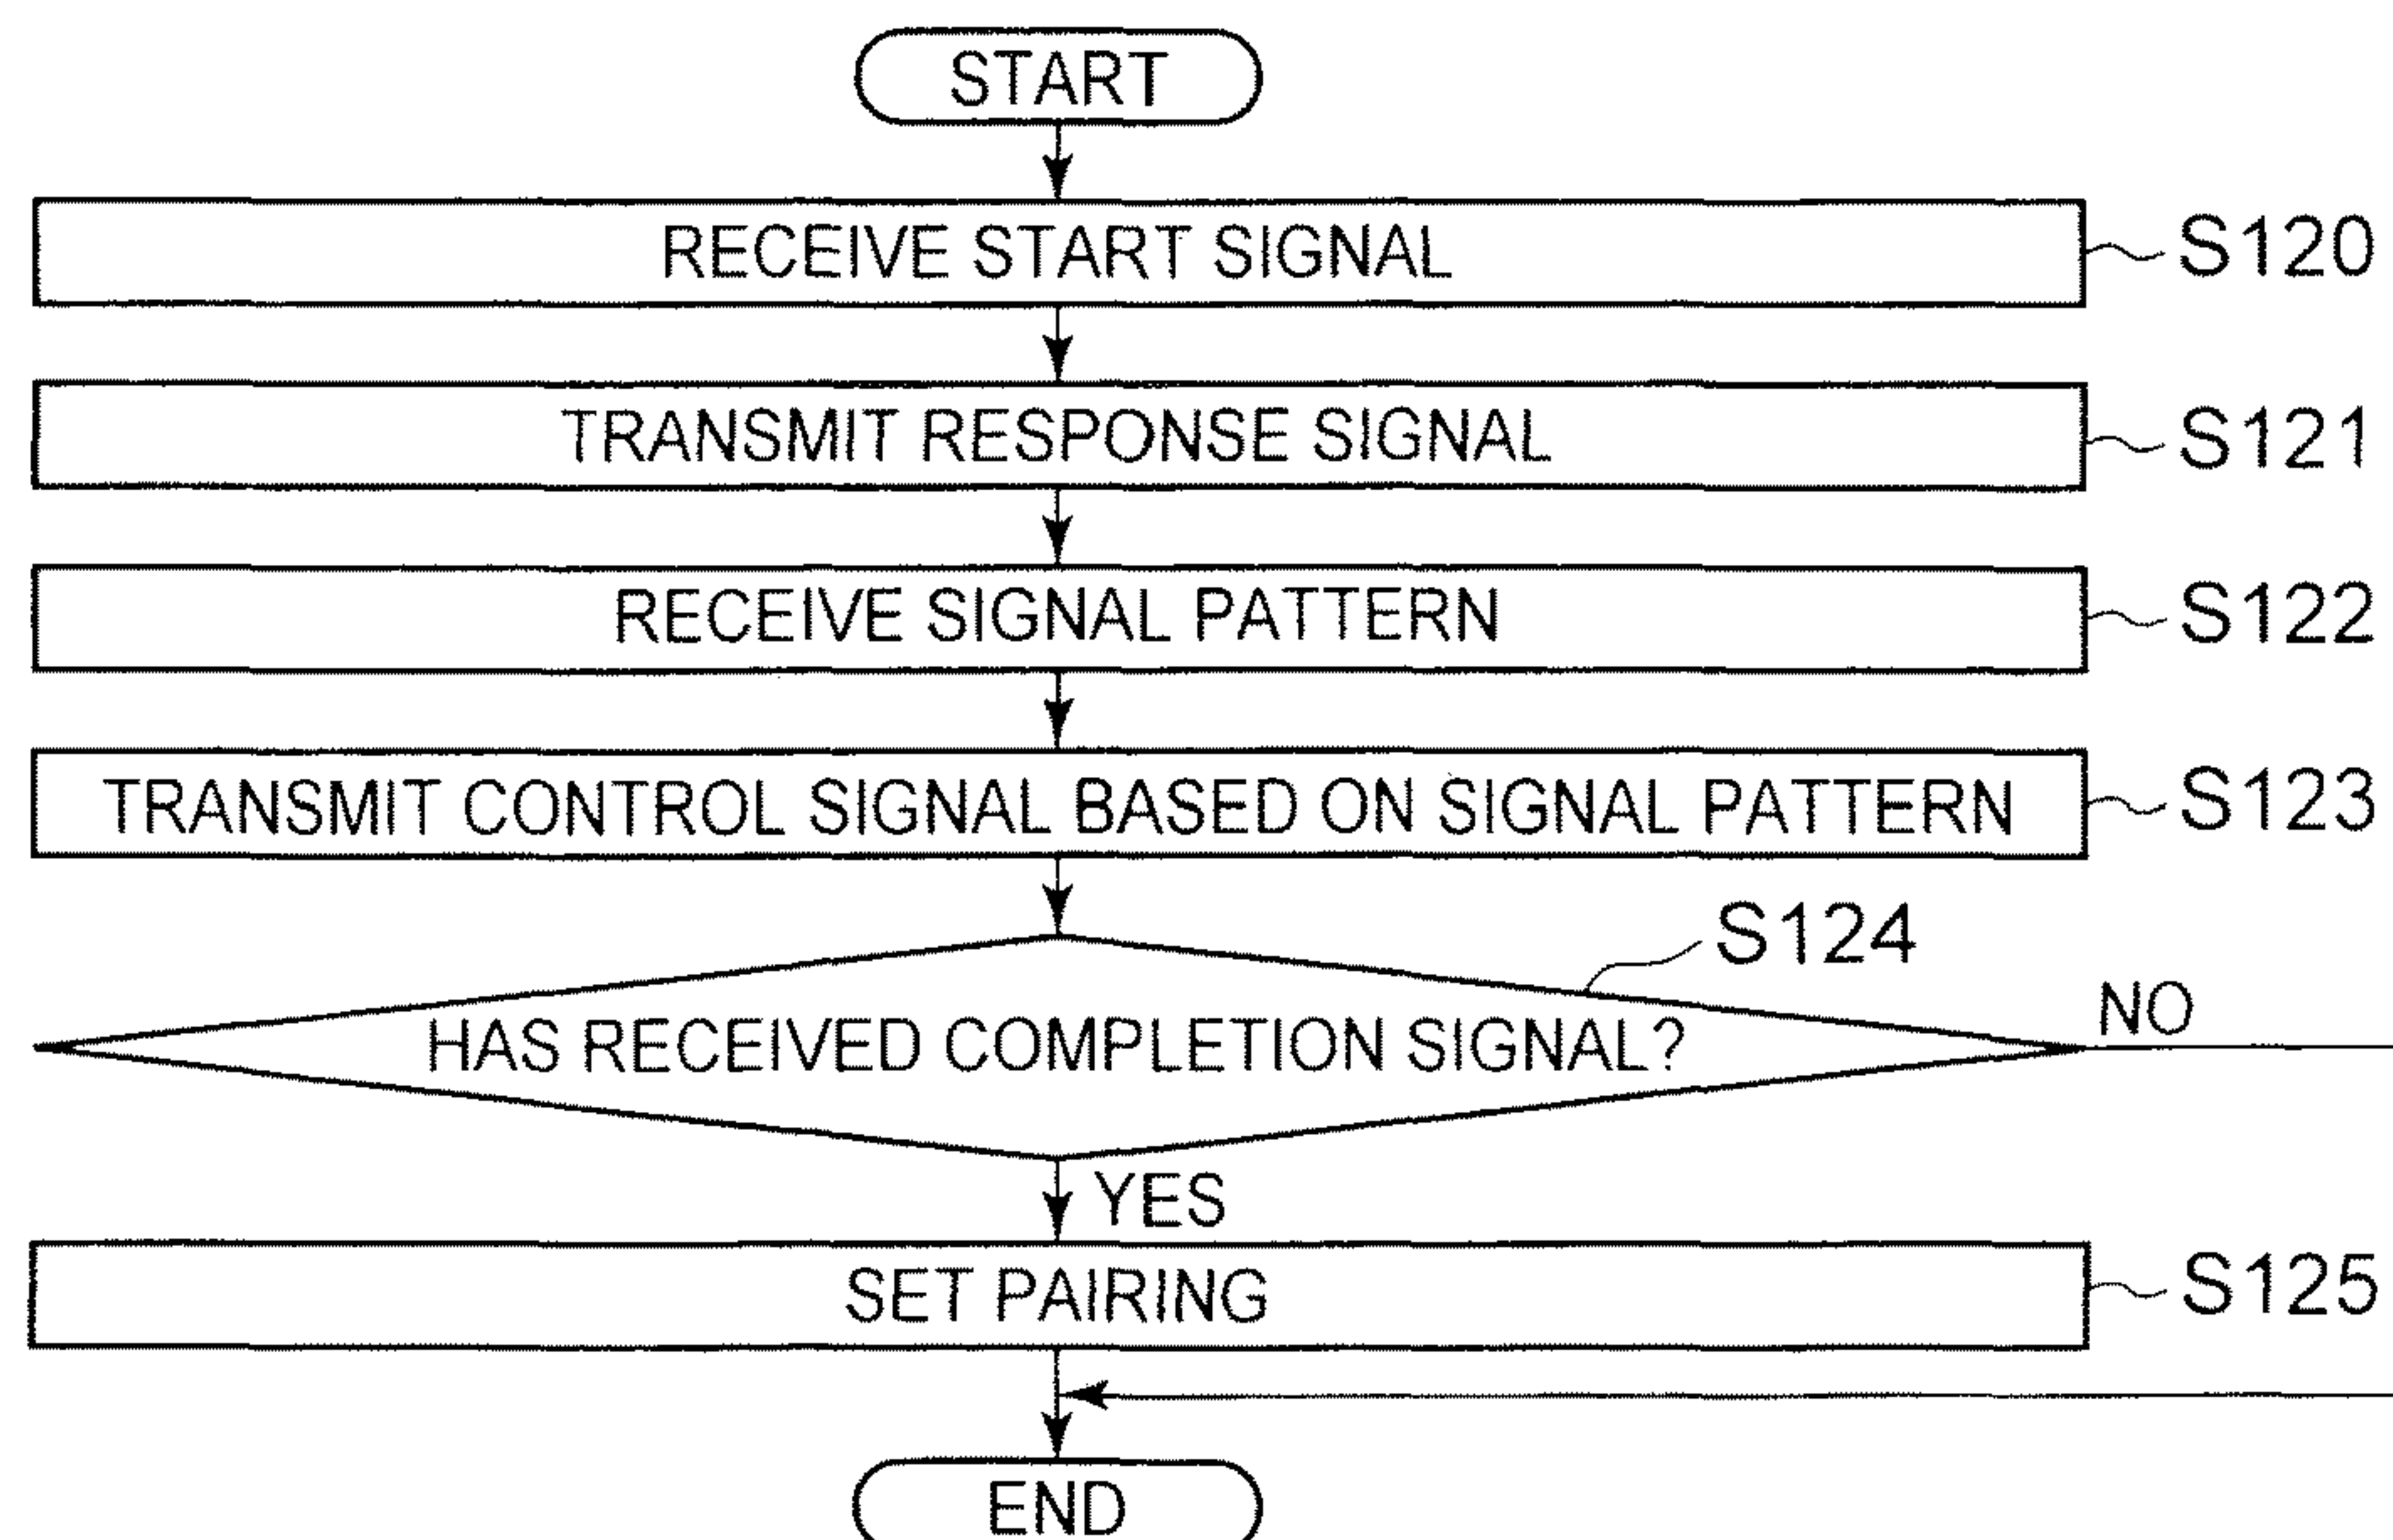 START
RECEIVE START SIGNAL
S120
TRANSMIT RESPONSE SIGNAL
S121
RECEIVE SIGNAL PATTERN
S122
TRANSMIT CONTROL SIGNAL BASED ON SIGNAL PATTERN
S123
S124
HAS RECEIVED COMPLETION SIGNAL?
NO
YES
SET PAIRING
S125
END